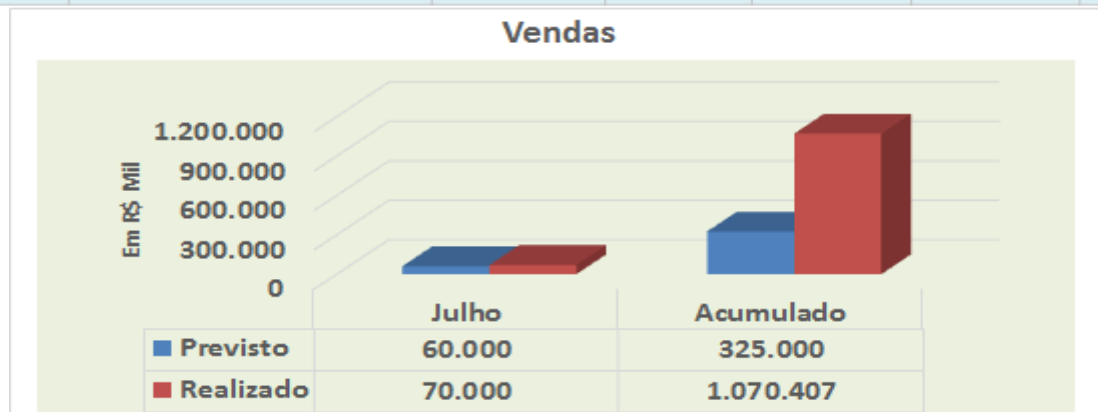 Vendas
1.200.000
900.000
600.000
300.000
0
Em R$ Mil
Julho Acumulado
Previsto 60.000 325.000
Realizado 70.000 1.070.407